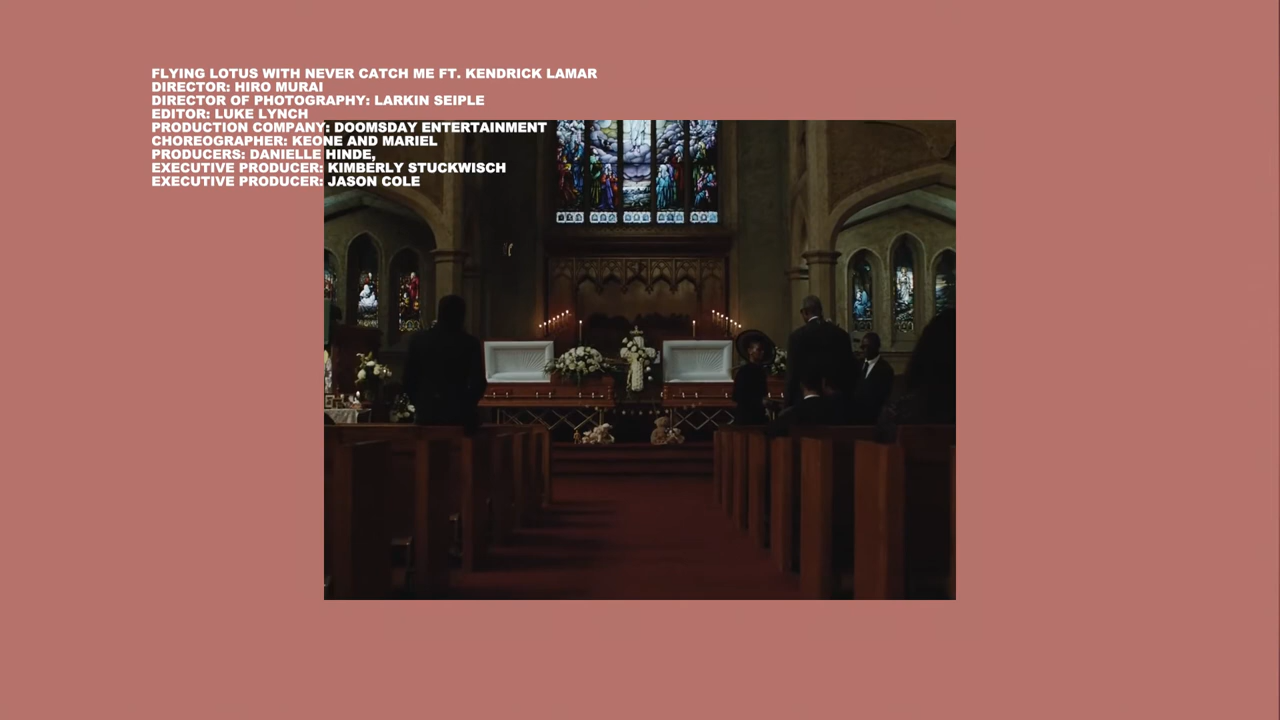 FLYING LOTUS WITH NEVER CATCH ME FT. KENDRICK LAMAR
DIRECTOR: HIRO MURAI
DIRECTOR OF PHOTOGRAPHY: LARKIN SEIPLE
EDITOR: LUKE LYNCH
PRODUCTION COMPANY: DOOMSDAY ENTERTAINMENT
CHOREOGRAPHER: KEONE AND MARIEL
PRODUCERS: DANIELLE HINDE,
EXECUTIVE PRODUCER: KIMBERLY STUCKWISCH
EXECUTIVE PRODUCER: JASON COLE